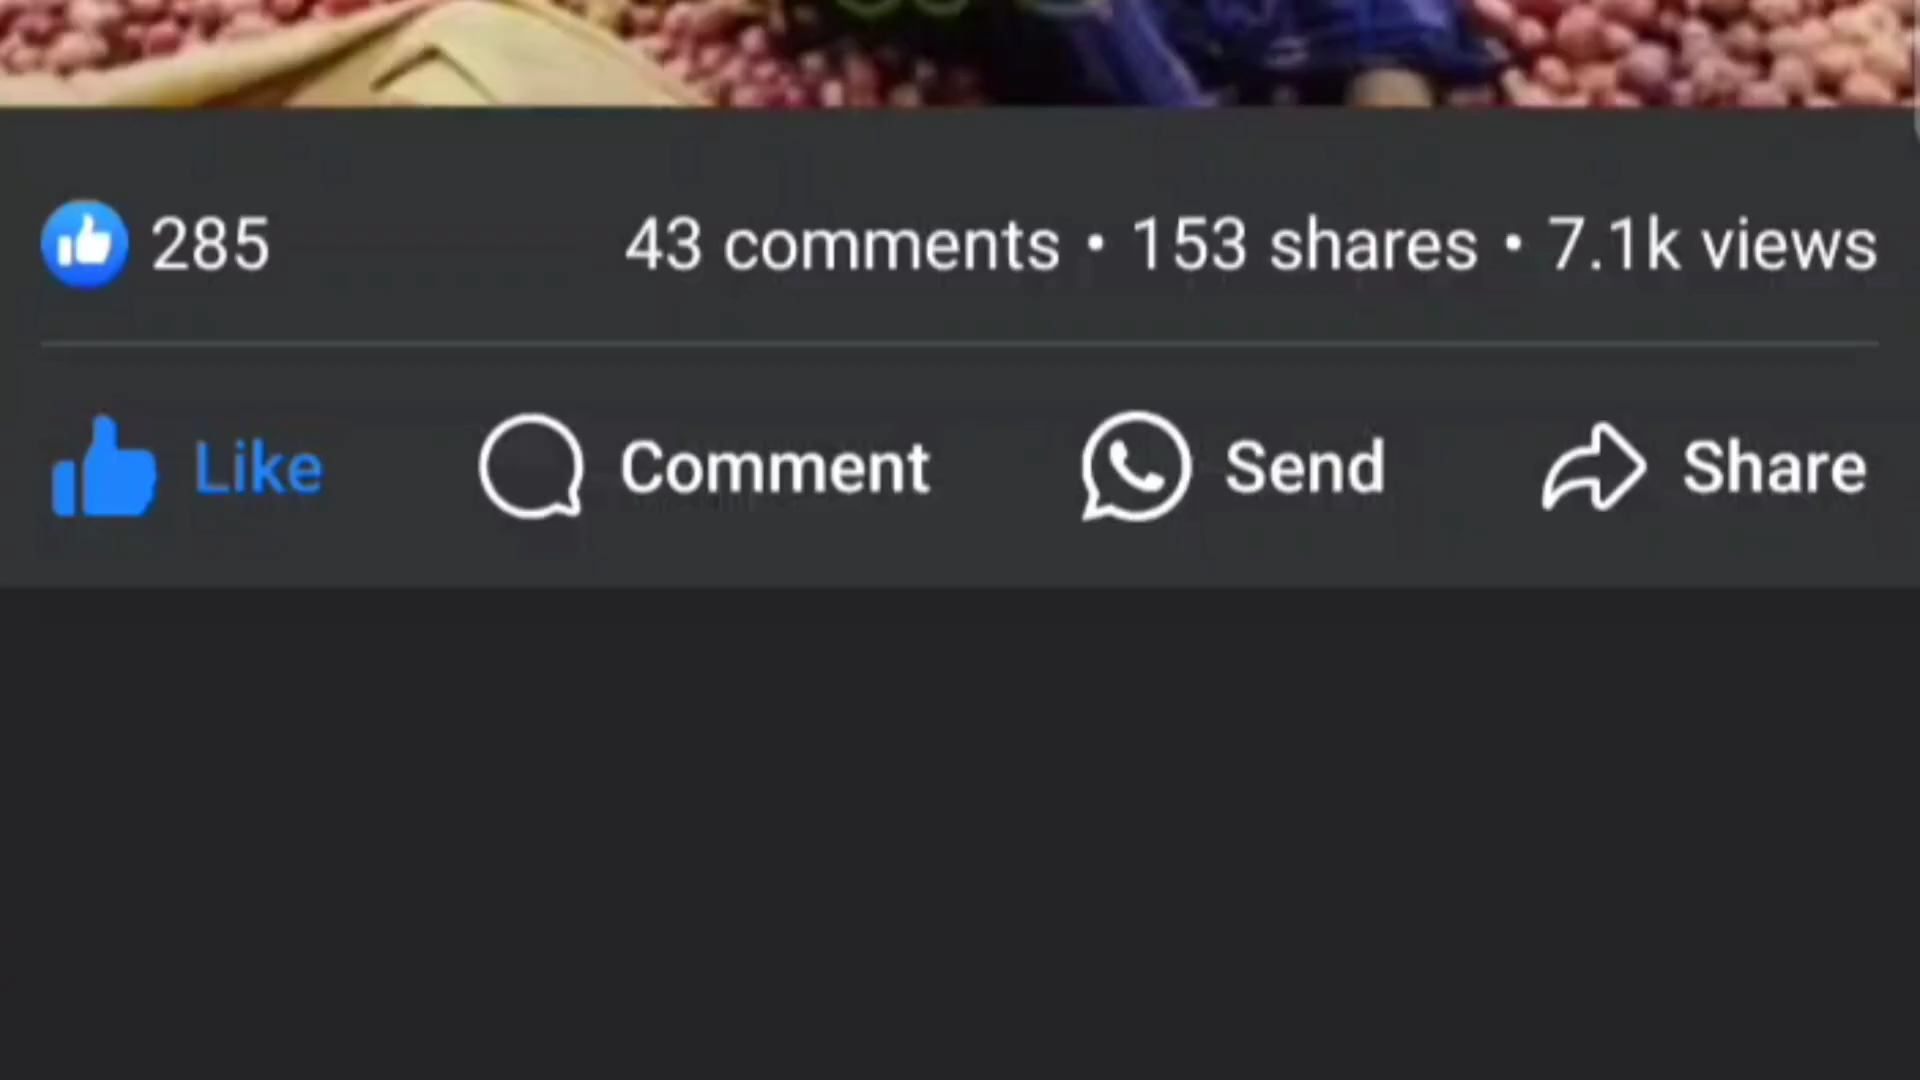 285 43 comments • 153 shares • 7.1k views
Like Comment Send Share